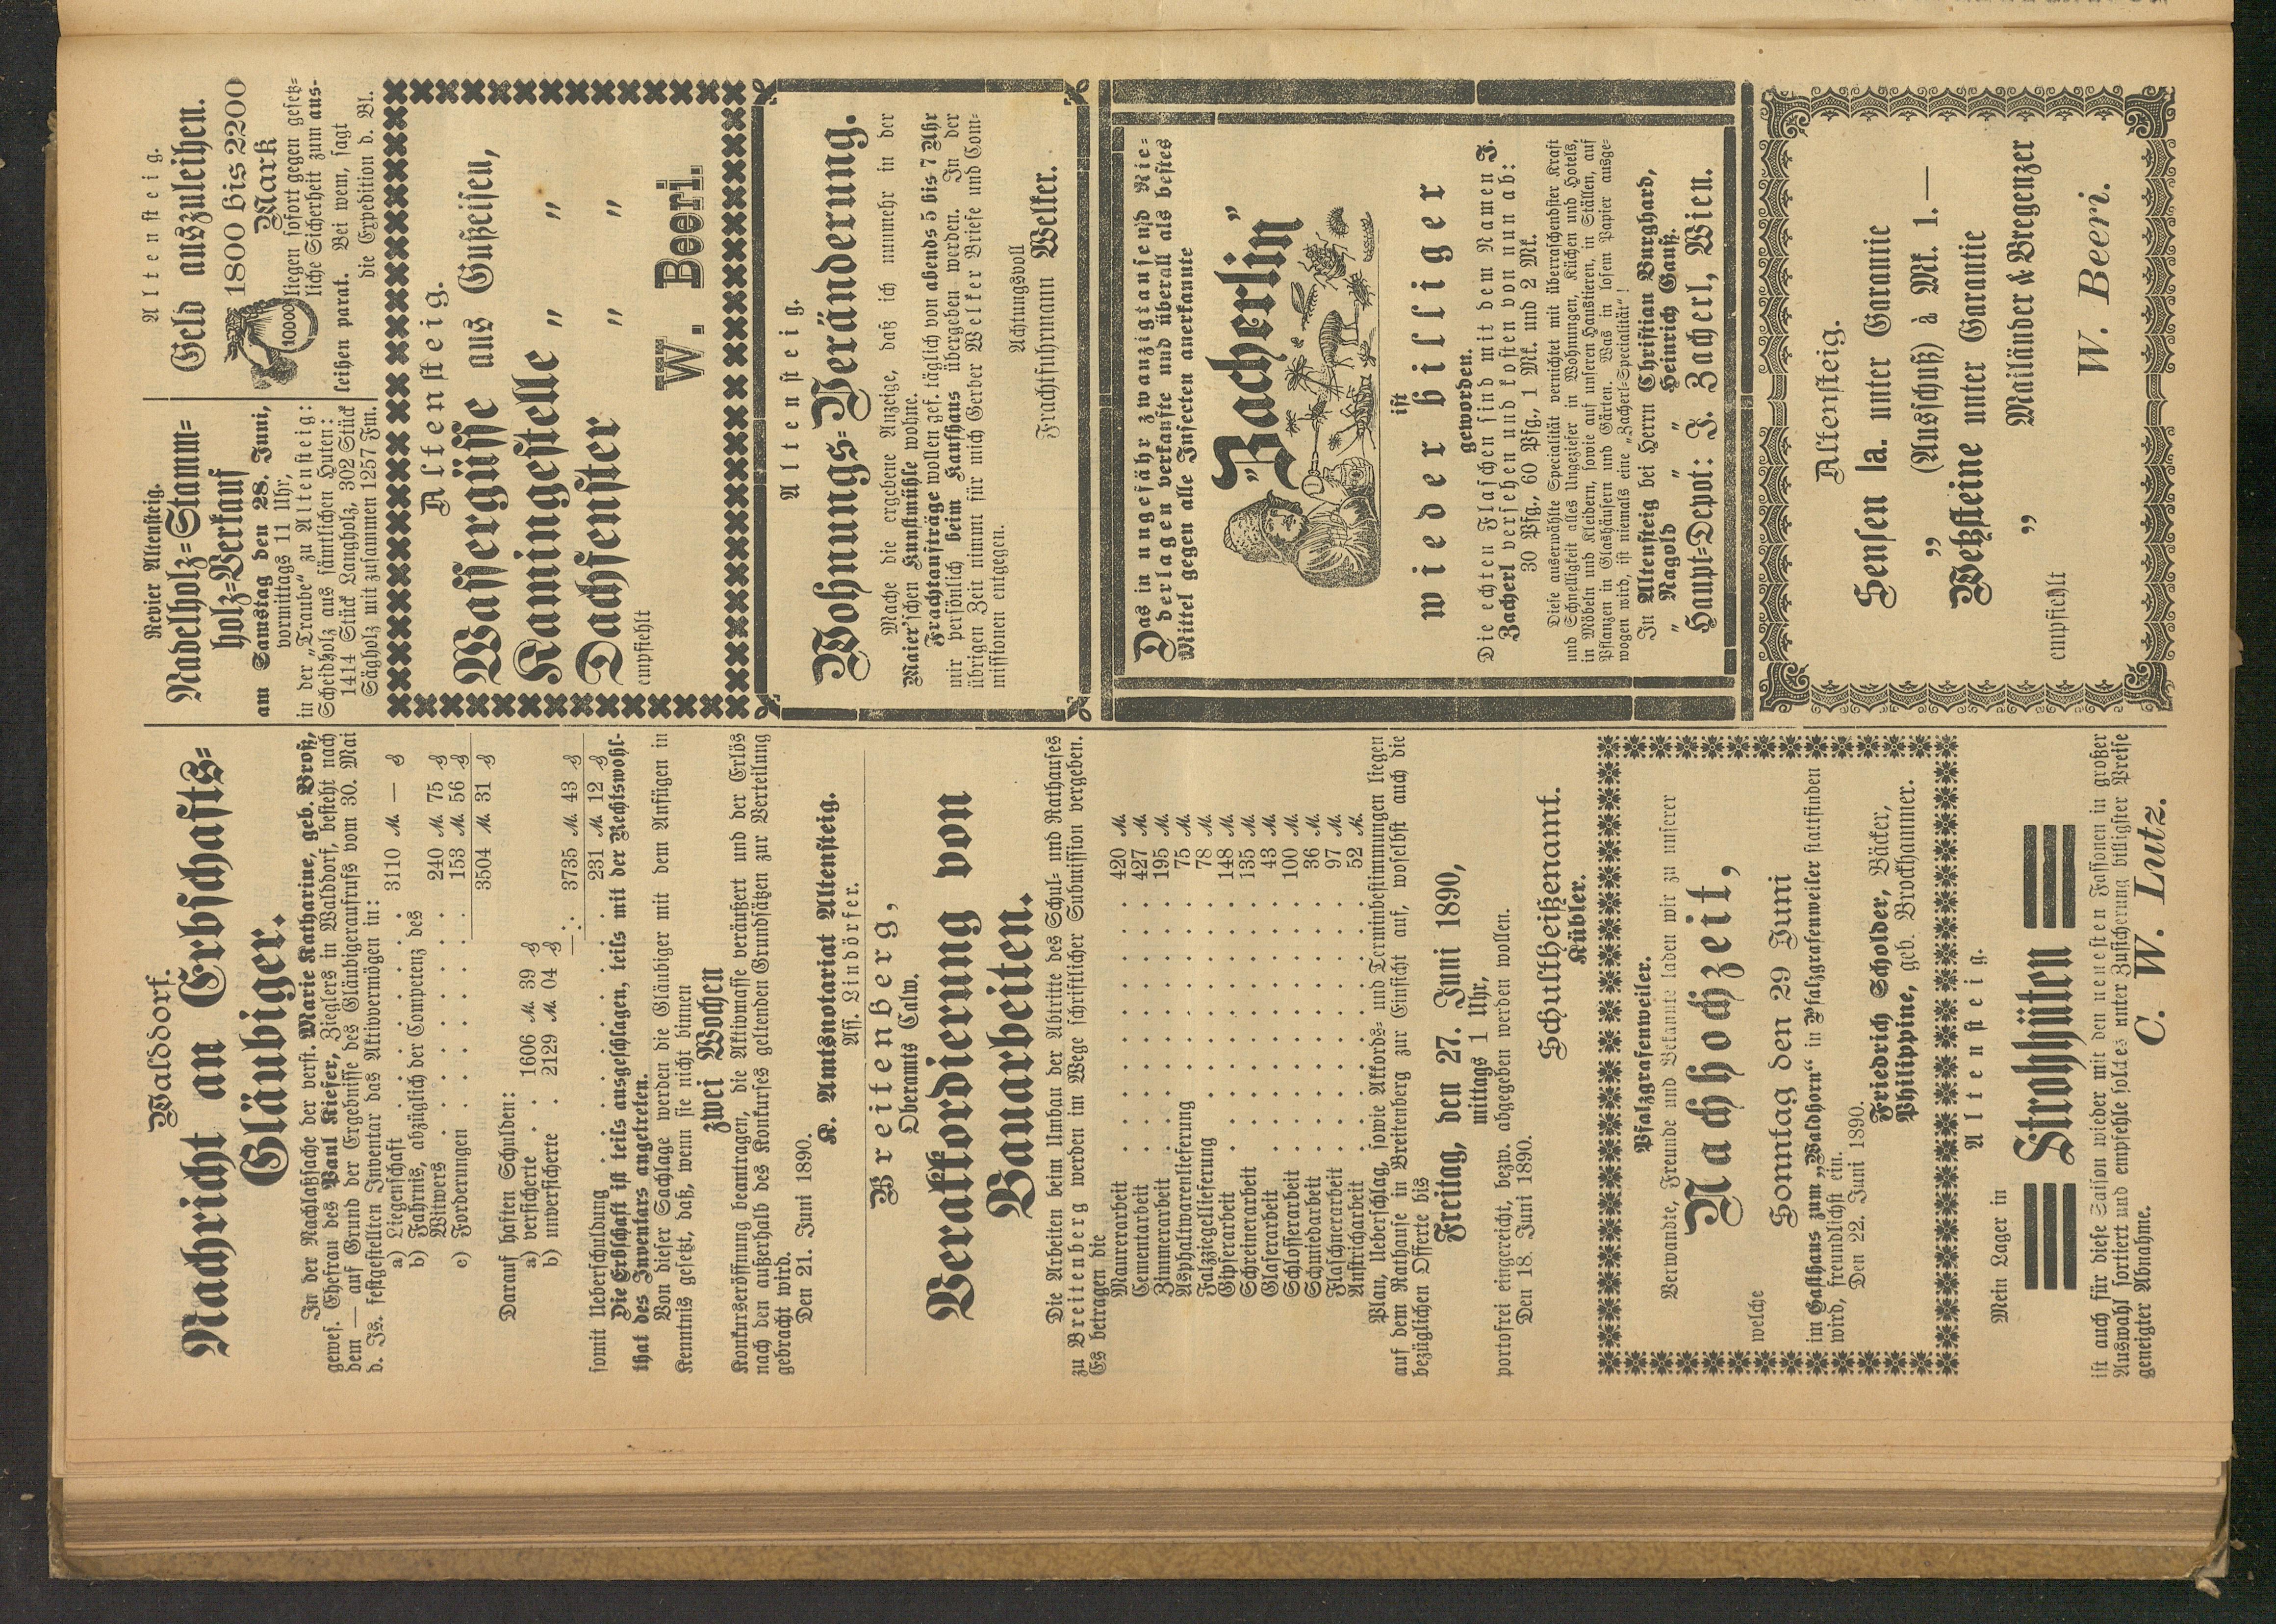 Walddorf.
Nachricht an Erbschafts-
Gläubiger.
In der Nachlaßsache der verst. Marie Katharine, geb. Broß,
gewes. Ehefrau des Paul Kiefer, Zieglers in Walddorf, besteht nach
dem — auf Grund der Ergebnisse des Gläubigeraufrufs vom 30. Mai
d. Js. festgestellten Inventar das Aktivvermögen in:
a) Liegenschaft . . . . . . . 3110 M. — ₰
b) Fahrnis, abzüglich der Competenz des
Witwers . . . . . . . 240 M. 75 ₰
c) Forderungen . . . . . . . 153 M. 56 ₰
3504 M. 31 ₰
Darauf haften Schulden:
a) versicherte . . 1606 M. 39 ₰
b) unversicherte . . 2129 M. 04 ₰
—. . 3735 M. 43 ₰
somit Ueberschuldung . . . . . . . 231 M. 12 ₰
Die Erbschaft ist teils ausgeschlagen, teils mit der Rechtswohl-
that des Inventars angetreten.
Von dieser Sachlage werden die Gläubiger mit dem Anfügen in
Kenntnis gesetzt, daß, wenn sie nicht binnen
zwei Wochen
Konkurseröffnung beantragen, die Aktivmasse veräußert und der Erlös
nach den außerhalb des Konkurses geltenden Grundsätzen zur Verteilung
gebracht wird.
Den 21. Juni 1890.
K. Amtsnotariat Altensteig.
Ass. Lindörfer.
Breitenberg,
Oberamts Calw.
Verakkordierung von
Bauarbeiten.
Die Arbeiten beim Umbau der Abtritte des Schul- und Rathauses
zu Breitenberg werden im Wege schriftlicher Submission vergeben.
Es betragen die
Maurerarbeit . . . . . . . . . 420 M.
Cementarbeit . . . . . . . . . 427 M.
Zimmerarbeit . . . . . . . . . 195 M.
Asphaltwarenlieferung . . . . . . . . 75 M.
Falzziegellieferung . . . . . . . . 78 M.
Gipserarbeit . . . . . . . . . 148 M.
Schreinerarbeit . . . . . . . . . 135 M.
Glaserarbeit . . . . . . . . . 43 M.
Schlosserarbeit . . . . . . . . . 100 M.
Schmiedarbeit . . . . . . . . . 36 M.
Flaschnerarbeit . . . . . . . . . 97 M.
Anstricharbeit . . . . . . . . . 52 M.
Plan, Ueberschlag, sowie Akkords- und Terminbestimmungen liegen
auf dem Rathause in Breitenberg zur Einsicht auf, woselbst auch die
bezüglichen Offerte bis
Freitag, den 27. Juni 1890,
mittags 1 Uhr,
portofrei eingereicht, bezw. abgegeben werden wollen.
Den 18. Juni 1890.
Schultheißenamt.
Kübler.
Pfalzgrafenweiler.
Verwandte, Freunde und Bekannte laden wir zu unserer
Nachhochzeit,
welche
Sonntag den 29 Juni
im Gasthaus zum „Waldhorn“ in Pfalzgrafenweiler stattfinden
wird, freundlichst ein.
Den 22. Juni 1890.
Friedrich Scholder, Bäcker,
Philippine, geb. Brockhammer.
Altensteig.
Mein Lager in
Strohhüten
ist auch für diese Saison wieder mit den neuesten Fassonen in großer
Auswahl sortiert und empfehle solches unter Zusicherung billigster Preise
geneigter Abnahme.
C. W. Lutz.
Revier Altensteig.
Nadelholz-Stamm-
holz-Verkauf
am Samstag den 28. Juni,
vormittags 11 Uhr,
in der „Traube“ zu Altensteig:
Scheidholz aus sämtlichen Huten:
1414 Stück Langholz, 302 Stück
Sägholz mit zusammen 1257 Fm.
Altensteig.
Geld auszuleihen.
10000
1800 bis 2200
Mark
liegen sofort gegen gesetz-
liche Sicherheit zum aus-
leihen parat. Bei wem, sagt
die Expedition d. Bl.
Altensteig.
Wassergüsse aus Gußeisen,
Kamingestelle „ „
Dachfenster „ „
empfiehlt
W. Beeri.
Altensteig.
Wohnungs-Veränderung.
Mache die ergebene Anzeige, daß ich nunmehr in der
Maier'schen Kunstmühle wohne.
Frachtaufträge wollen gef. täglich von abends 5 bis 7 Uhr
mir persönlich beim Kaufhaus übergeben werden. In der
übrigen Zeit nimmt für mich Gerber Welker Briefe und Com-
missionen entgegen.
Achtungsvoll
Frachtfuhrmann Welker.
Das in ungefähr zwanzigtausend Nie-
derlagen verkaufte und überall als bestes
Mittel gegen alle Insecten anerkannte
„Zacherlin“
ist
wieder billiger
geworden.
Die echten Flaschen sind mit dem Namen J.
Zacherl versehen und kosten von nun ab:
30 Pfg., 60 Pfg., 1 Mk. und 2 Mk.
Diese auserwählte Specialität vernichtet mit überraschendster Kraft
und Schnelligkeit alles Ungeziefer in Wohnungen, Küchen und Hotels,
in Möbeln und Kleidern, sowie auf unseren Haustieren, in Ställen, auf
Pflanzen in Glashäusern und Gärten. Was in losem Papier ausge-
wogen wird, ist niemals eine „Zacherl-Specialität“!
In Altensteig bei Herrn Christian Burghard,
„ Nagold „ „ Heinrich Gauß.
Haupt-Depot: J. Zacherl, Wien.
Altensteig.
Sensen Ia. unter Garantie
„ (Ausschuß) à Mk. 1.—
Wetzsteine unter Garantie
„ Mailänder & Bregenzer
empfiehlt
W. Beeri.